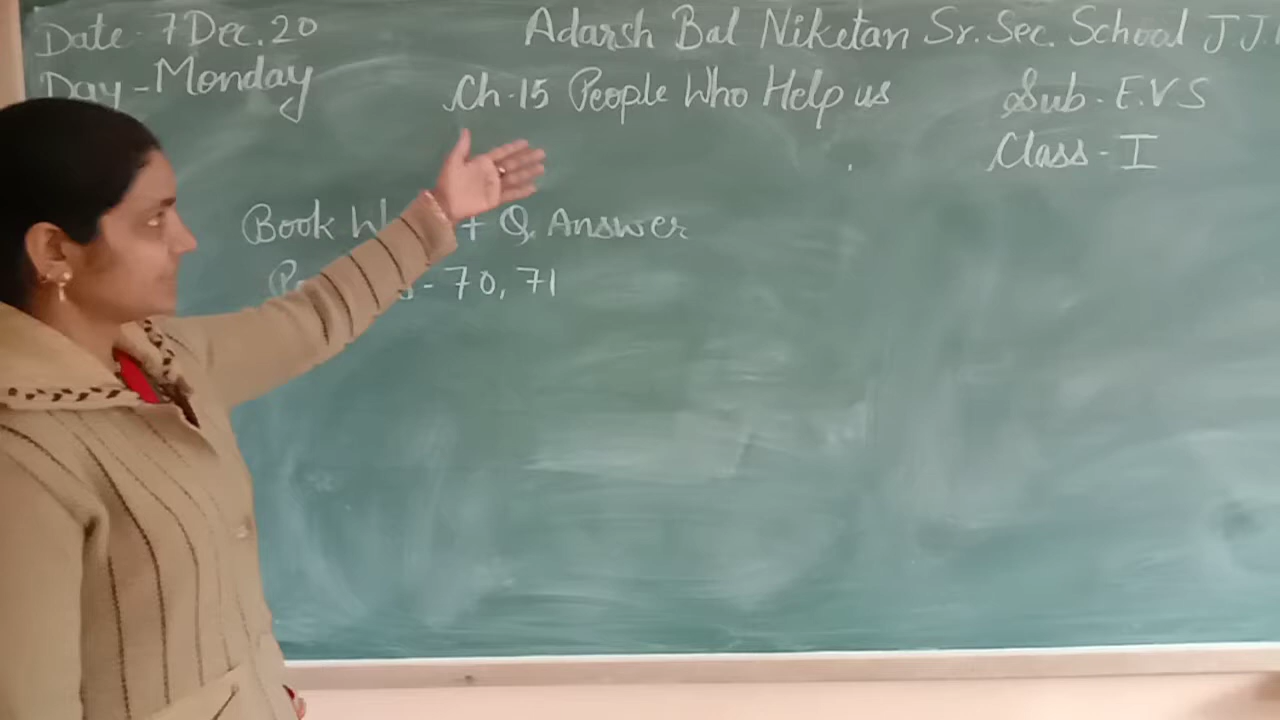 Date - 7 Dec. 20
Adarsh Bal Niketan Sr. Sec. School J J
Day - Monday
Ch-15 People Who Help us
Sub - E.V S
Class - I
Book + Q. Answer
- 70, 71